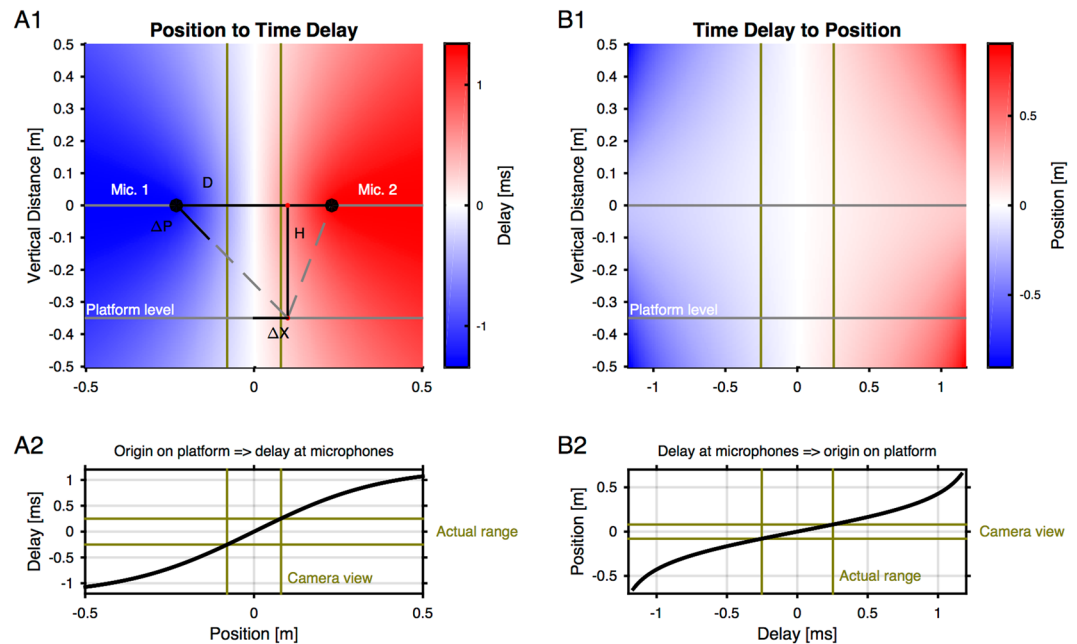 A1
Position to Time Delay
0.5
0.4
0.3
0.2
0.1
0
-0.1
-0.2
-0.3
-0.4
-0.5
Vertical Distance [m]
Mic. 1
D
Mic. 2
ΔP
H
Platform level
ΔX
-0.5
0
0.5
1
0
-1
Delay [ms]
B1
Time Delay to Position
0.5
0.4
0.3
0.2
0.1
0
-0.1
-0.2
-0.3
-0.4
-0.5
Vertical Distance [m]
Platform level
-1
-0.5
0
0.5
1
0.5
0
-0.5
Position [m]
A2
Origin on platform => delay at microphones
1
0.5
0
-0.5
-1
Delay [ms]
Actual range
Camera view
-0.5
0
0.5
Position [m]
B2
Delay at microphones => origin on platform
0.5
0
-0.5
Position [m]
Camera view
Actual range
-1
-0.5
0
0.5
1
Delay [ms]